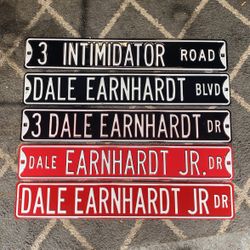 3 INTIMIDATOR ROAD
DALE EARNHARDT BLVD
3 DALE EARNHARDT DR
DALE EARNHARDT JR. DR
DALE EARNHARDT JR DR